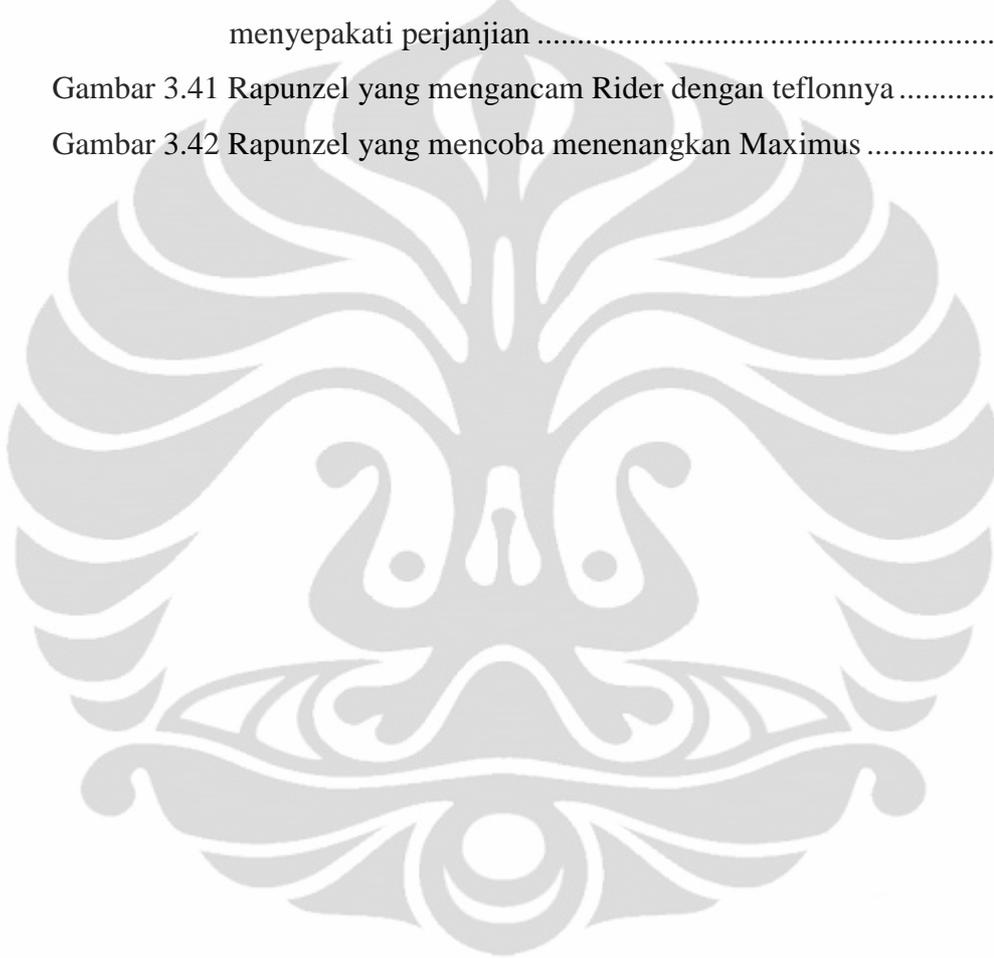 menyepakati perjanjian ....................................................
Gambar 3.41 Rapunzel yang mengancam Rider dengan teflonnya ............
Gambar 3.42 Rapunzel yang mencoba menenangkan Maximus ................